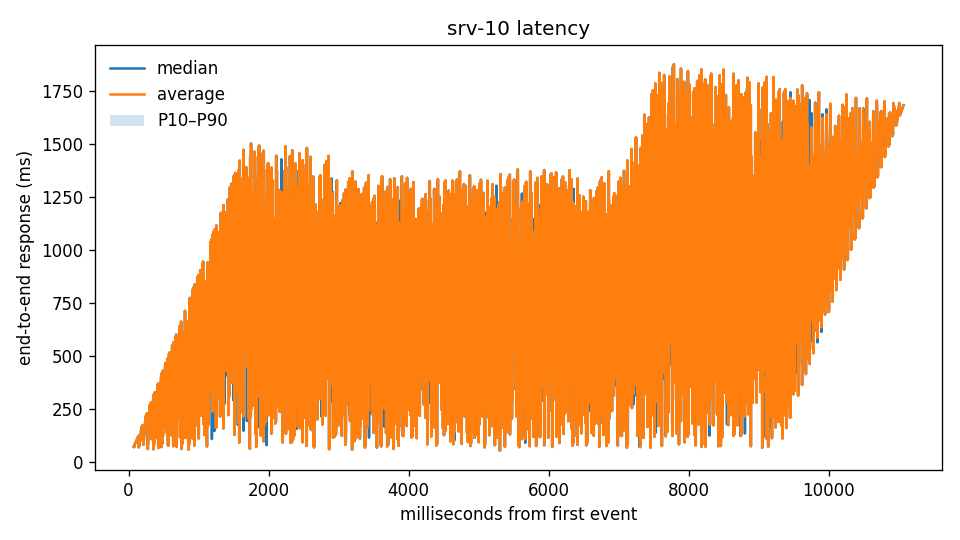 srv-10 latency
median
average
P10–P90
end-to-end response (ms)
1750
1500
1250
1000
750
500
250
0
0 2000 4000 6000 8000 10000
milliseconds from first event